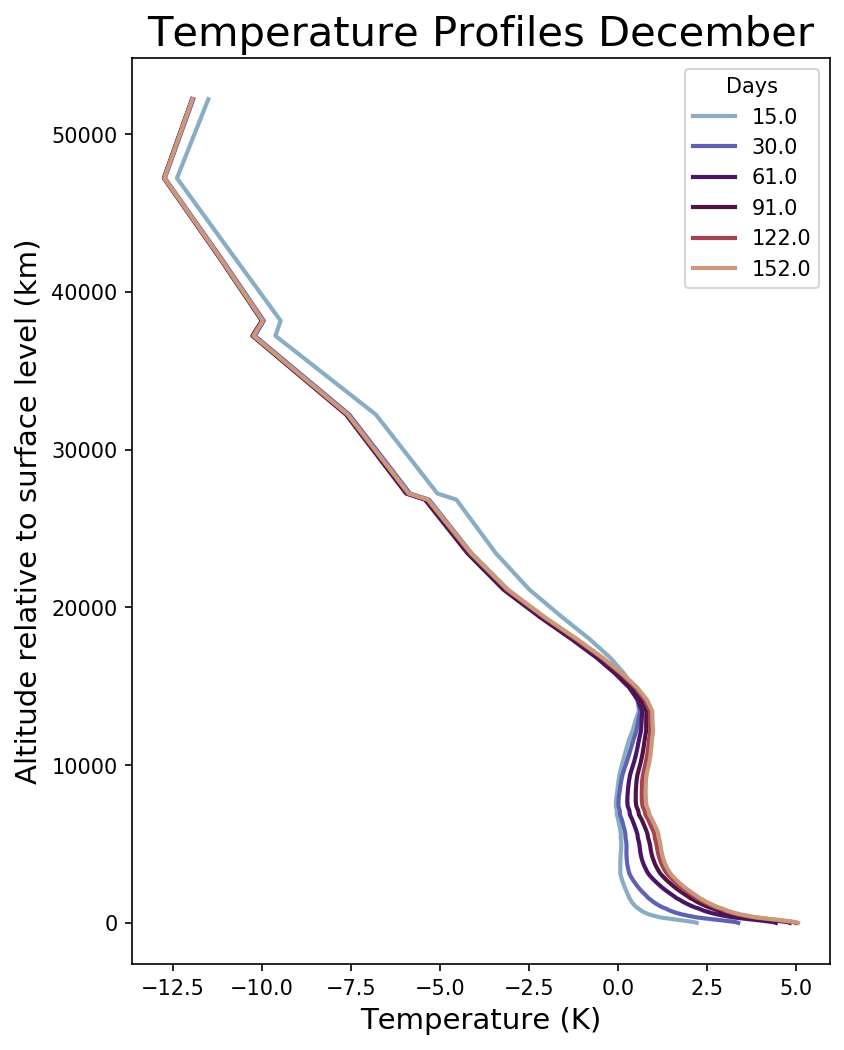 Temperature Profiles December
Days
15.0
30.0
61.0
91.0
122.0
152.0
50000
40000
30000
20000
10000
0
Altitude relative to surface level (km)
−12.5 −10.0 −7.5 −5.0 −2.5 0.0 2.5 5.0
Temperature (K)